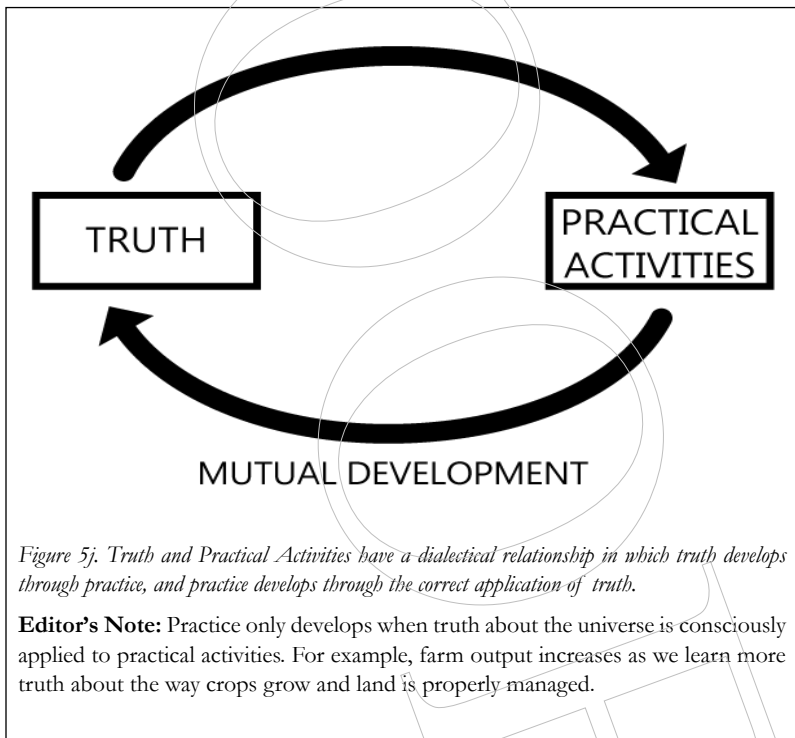 TRUTH
PRACTICAL
ACTIVITIES
MUTUAL DEVELOPMENT
Figure 5j. Truth and Practical Activities have a dialectical relationship in which truth develops
through practice, and practice develops through the correct application of truth.
Editor’s Note: Practice only develops when truth about the universe is consciously
applied to practical activities. For example, farm output increases as we learn more
truth about the way crops grow and land is properly managed.